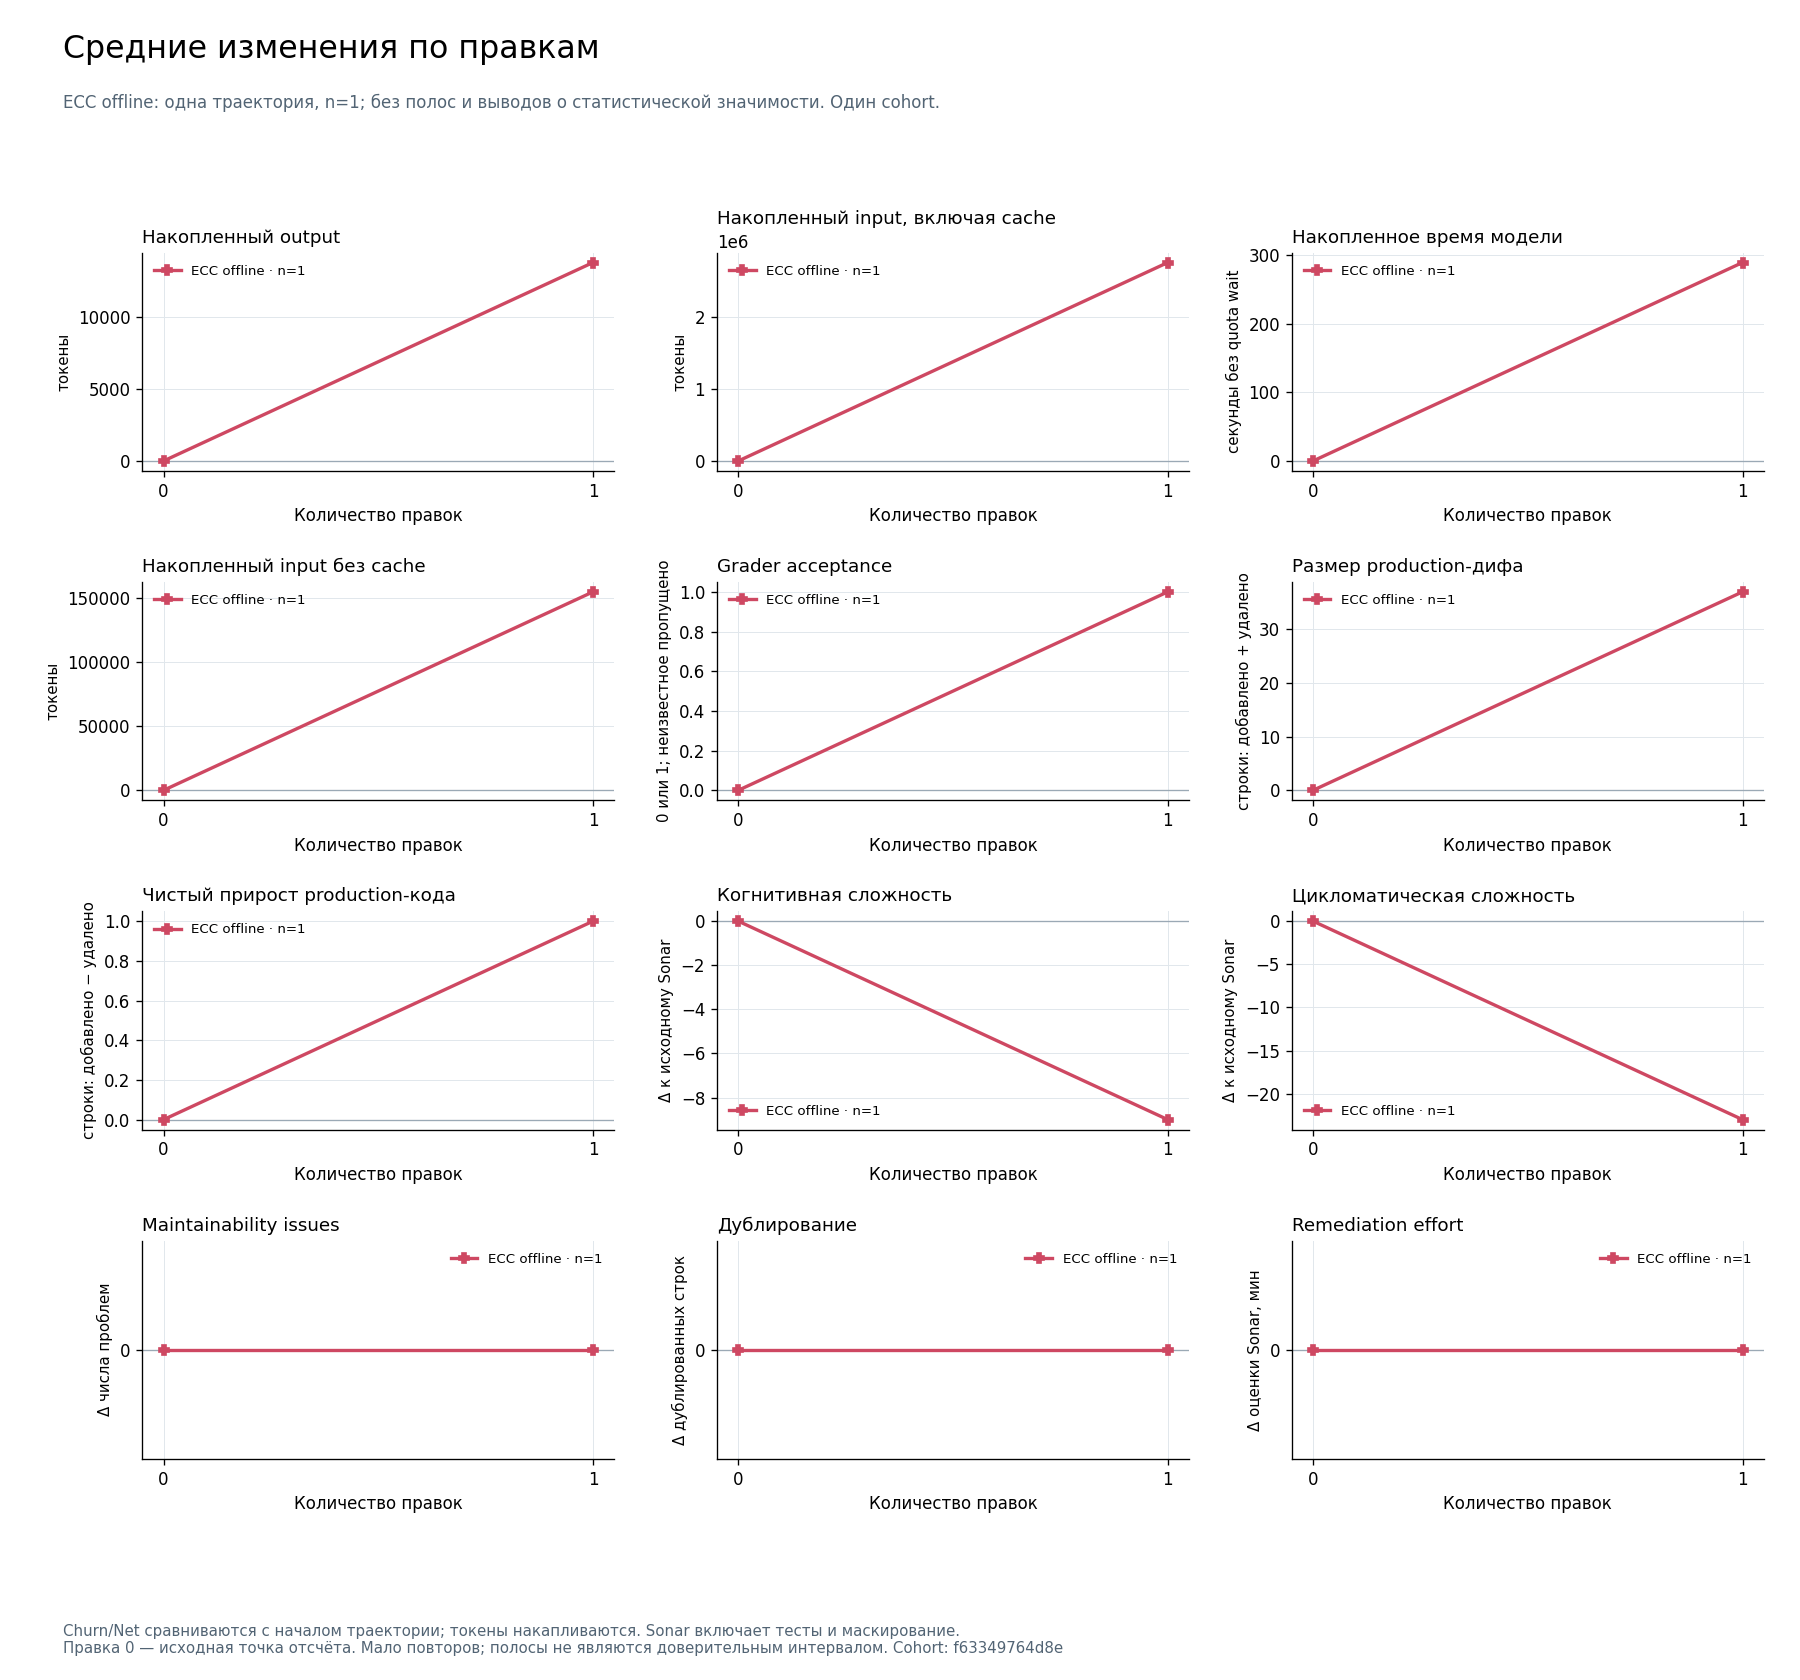 Средние изменения по правкам
ECC offline: одна траектория, n=1; без полос и выводов о статистической значимости. Один cohort.
Накопленный output
ECC offline · n=1
токены
10000
5000
0
0
1
Количество правок
Накопленный input, включая cache
1e6
ECC offline · n=1
токены
2
1
0
0
1
Количество правок
Накопленное время модели
ECC offline · n=1
секунды без quota wait
300
200
100
0
0
1
Количество правок
Накопленный input без cache
ECC offline · n=1
токены
150000
100000
50000
0
0
1
Количество правок
Grader acceptance
ECC offline · n=1
0 или 1; неизвестное пропущено
1.0
0.8
0.6
0.4
0.2
0.0
0
1
Количество правок
Размер production-дифа
ECC offline · n=1
строки: добавлено + удалено
30
20
10
0
0
1
Количество правок
Чистый прирост production-кода
ECC offline · n=1
строки: добавлено − удалено
1.0
0.8
0.6
0.4
0.2
0.0
0
1
Количество правок
Когнитивная сложность
ECC offline · n=1
Δ к исходному Sonar
0
−2
−4
−6
−8
0
1
Количество правок
Цикломатическая сложность
ECC offline · n=1
Δ к исходному Sonar
0
−5
−10
−15
−20
0
1
Количество правок
Maintainability issues
ECC offline · n=1
Δ числа проблем
0
0
1
Количество правок
Дублирование
ECC offline · n=1
Δ дублированных строк
0
0
1
Количество правок
Remediation effort
ECC offline · n=1
Δ оценки Sonar, мин
0
0
1
Количество правок
Churn/Net сравниваются с началом траектории; токены накапливаются. Sonar включает тесты и маскирование.
Правка 0 — исходная точка отсчёта. Мало повторов; полосы не являются доверительным интервалом. Cohort: f63349764d8e